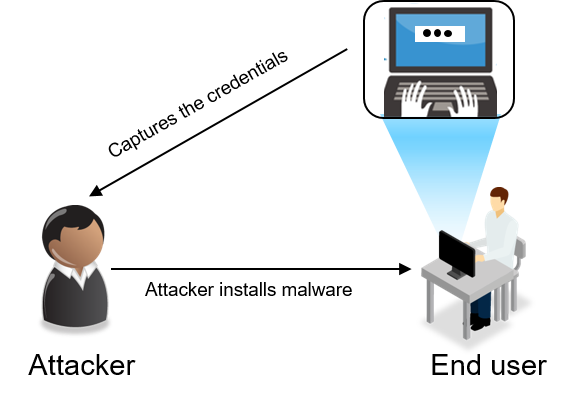 Captures the credentials
Attacker installs malware
Attacker
End user